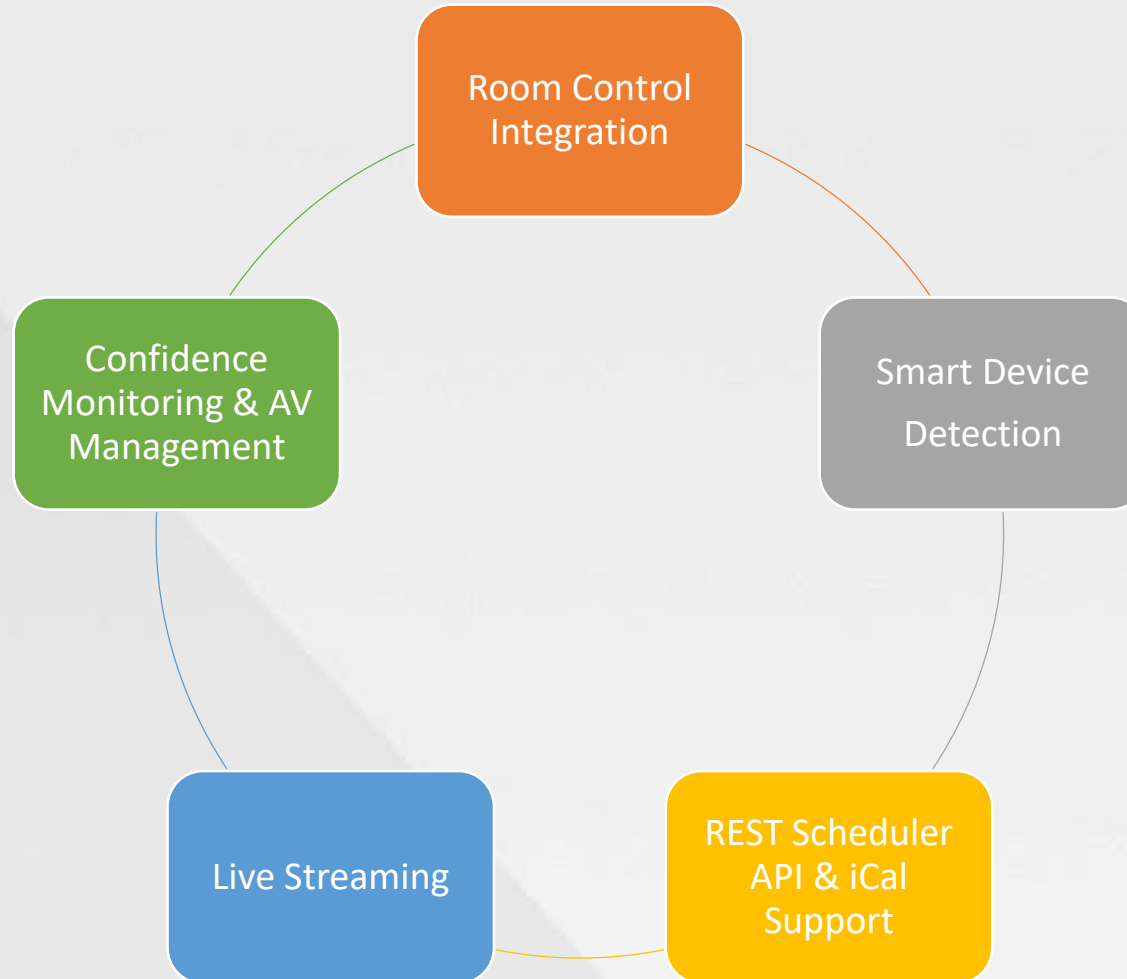 Room Control
Integration
Smart Device
Detection
REST Scheduler
API & iCal
Support
Live Streaming
Confidence
Monitoring & AV
Management